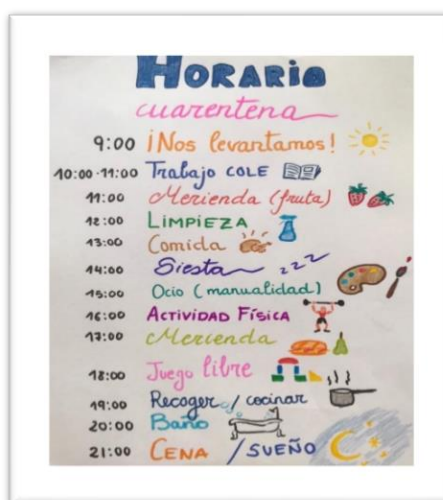 HORARIO
cuarentena
9:00 ¡Nos levantamos!
10:00-11:00 Trabajo COLE
11:00 Merienda (fruta)
12:00 LIMPIEZA
13:00 Comida
14:00 Siesta zzz
15:00 Ocio (manualidad)
16:00 ACTIVIDAD FÍSICA
17:00 Merienda
18:00 Juego libre
19:00 Recoger / cocinar
20:00 Baño
21:00 CENA / SUEÑO